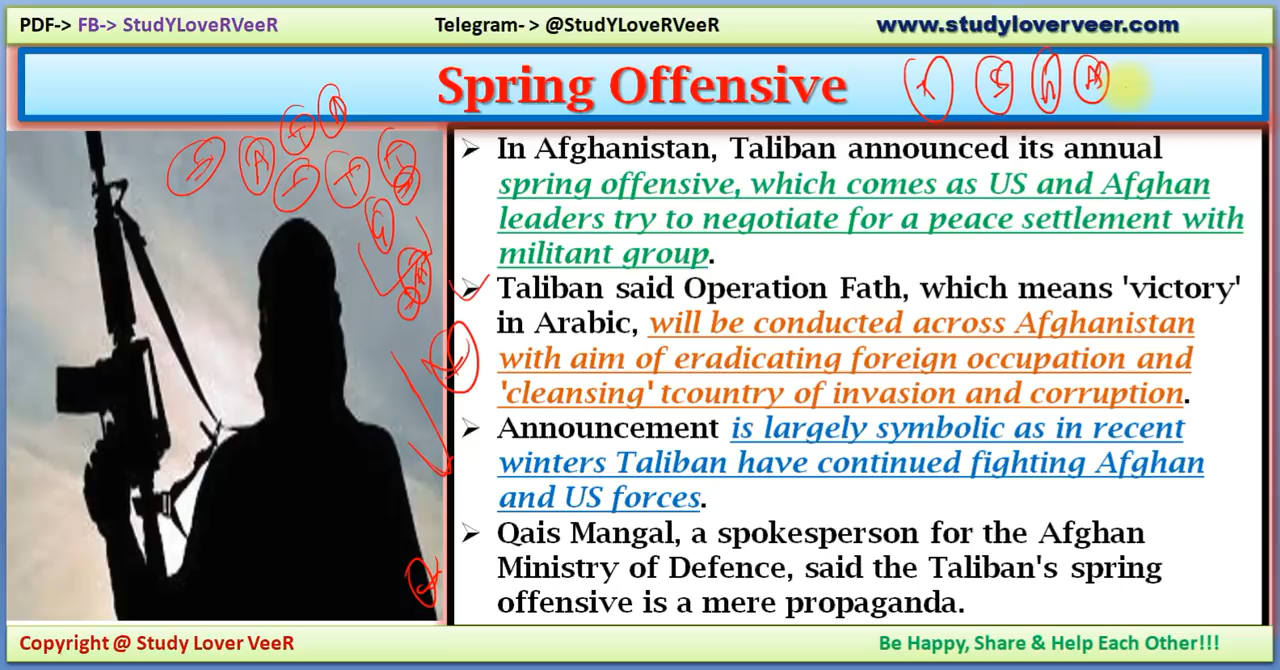 PDF-> FB-> StudYLoveRVeeR Telegram- > @StudYLoveRVeeR www.studyloverveer.com
Spring Offensive
➢ In Afghanistan, Taliban announced its annual
spring offensive, which comes as US and Afghan
leaders try to negotiate for a peace settlement with
militant group.
➢ Taliban said Operation Fath, which means 'victory'
in Arabic, will be conducted across Afghanistan
with aim of eradicating foreign occupation and
'cleansing' tcountry of invasion and corruption.
➢ Announcement is largely symbolic as in recent
winters Taliban have continued fighting Afghan
and US forces.
➢ Qais Mangal, a spokesperson for the Afghan
Ministry of Defence, said the Taliban's spring
offensive is a mere propaganda.
Copyright @ Study Lover VeeR Be Happy, Share & Help Each Other!!!